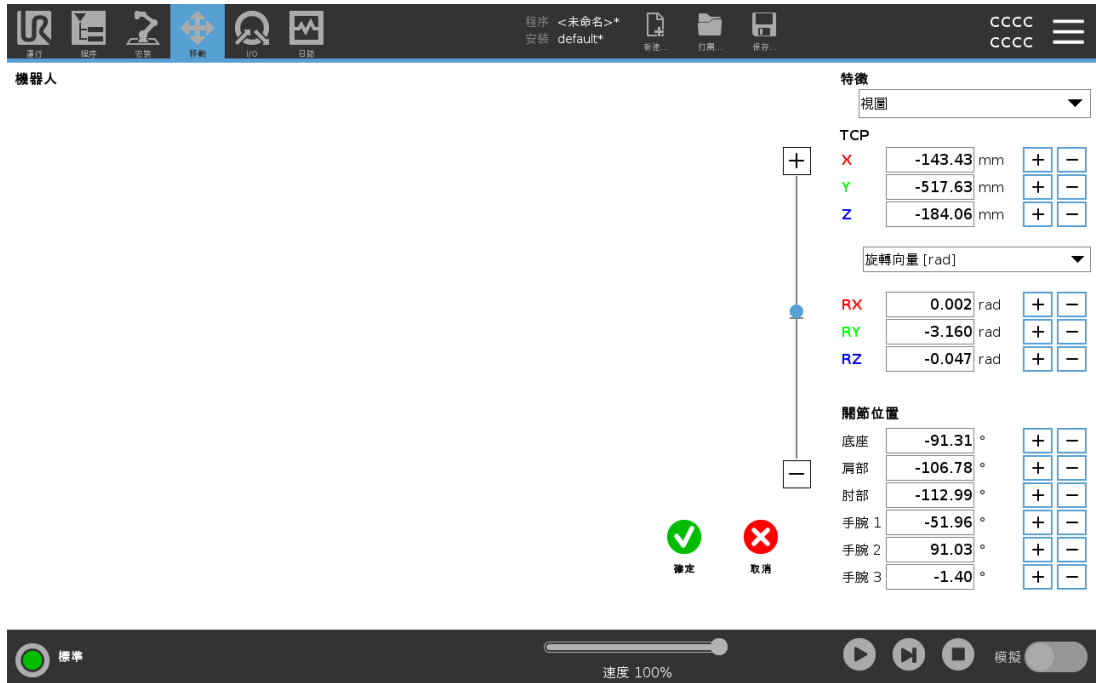 UR
運行
程序
安裝
移動
I/O
日誌
程序 <未命名>*
安裝 default*
新建...
打開...
保存...
CCCC
CCCC
機器人
特徵
視圖
TCP
X -143.43 mm + −
Y -517.63 mm + −
Z -184.06 mm + −
旋轉向量 [rad]
RX 0.002 rad + −
RY -3.160 rad + −
RZ -0.047 rad + −
關節位置
底座 -91.31 ° + −
肩部 -106.78 ° + −
肘部 -112.99 ° + −
手腕 1 -51.96 ° + −
手腕 2 91.03 ° + −
手腕 3 -1.40 ° + −
確定
取消
標準
速度 100%
模擬